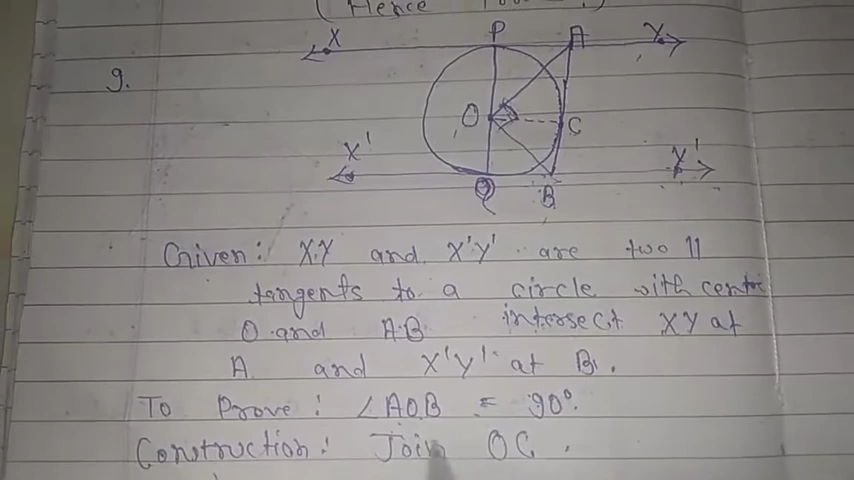 (Hence
9.
X P A Y
O C
X' Y'
Q B
Given: XY and X'Y' are two ||
tangents to a circle with centre
O and AB intersect XY at
A and X'Y' at B.
To Prove: ∠AOB = 90°.
Construction: Join OC.